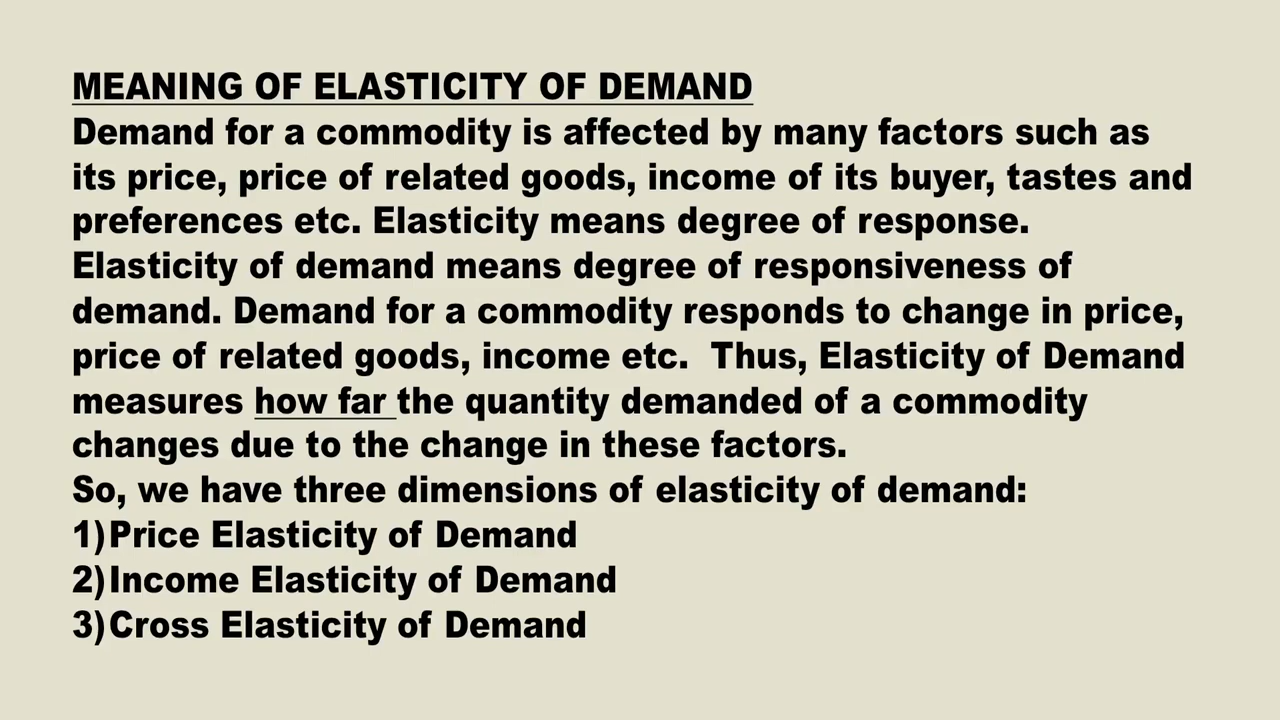 MEANING OF ELASTICITY OF DEMAND
Demand for a commodity is affected by many factors such as
its price, price of related goods, income of its buyer, tastes and
preferences etc. Elasticity means degree of response.
Elasticity of demand means degree of responsiveness of
demand. Demand for a commodity responds to change in price,
price of related goods, income etc.  Thus, Elasticity of Demand
measures how far the quantity demanded of a commodity
changes due to the change in these factors.
So, we have three dimensions of elasticity of demand:
1) Price Elasticity of Demand
2) Income Elasticity of Demand
3) Cross Elasticity of Demand